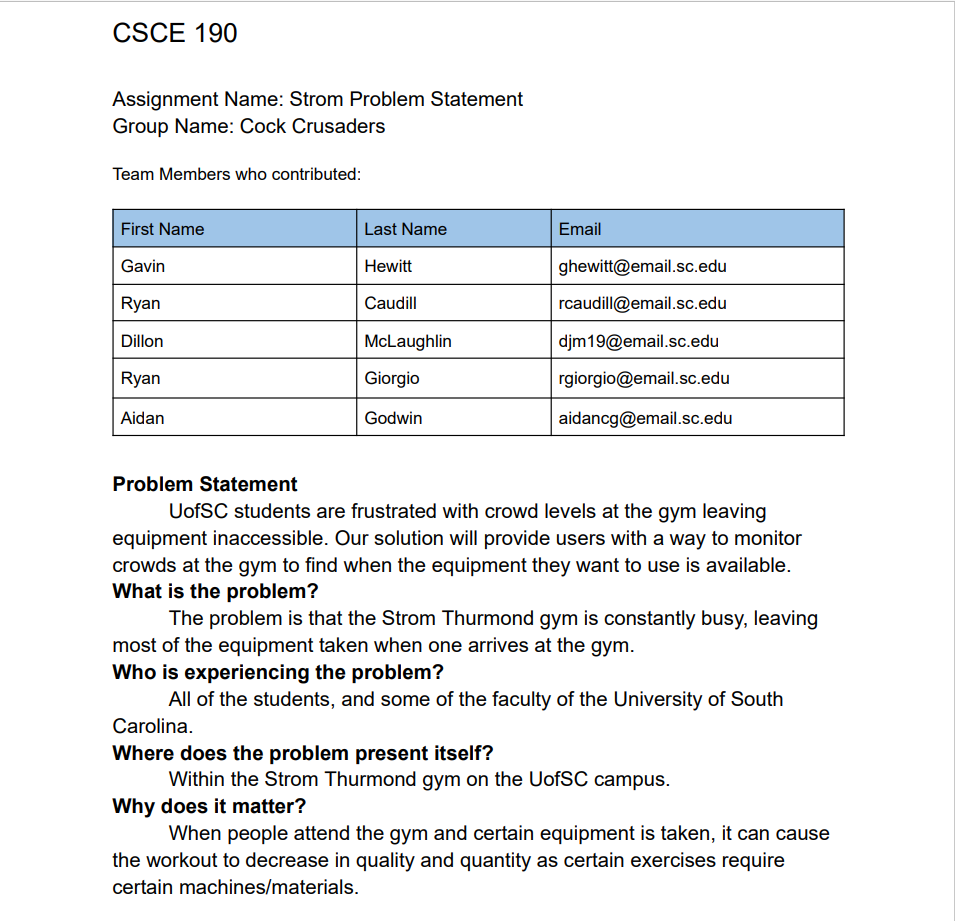 CSCE 190
Assignment Name: Strom Problem Statement
Group Name: Cock Crusaders
Team Members who contributed:
First Name Last Name Email
Gavin Hewitt ghewitt@email.sc.edu
Ryan Caudill rcaudill@email.sc.edu
Dillon McLaughlin djm19@email.sc.edu
Ryan Giorgio rgiorgio@email.sc.edu
Aidan Godwin aidancg@email.sc.edu
Problem Statement
UofSC students are frustrated with crowd levels at the gym leaving
equipment inaccessible. Our solution will provide users with a way to monitor
crowds at the gym to find when the equipment they want to use is available.
What is the problem?
The problem is that the Strom Thurmond gym is constantly busy, leaving
most of the equipment taken when one arrives at the gym.
Who is experiencing the problem?
All of the students, and some of the faculty of the University of South
Carolina.
Where does the problem present itself?
Within the Strom Thurmond gym on the UofSC campus.
Why does it matter?
When people attend the gym and certain equipment is taken, it can cause
the workout to decrease in quality and quantity as certain exercises require
certain machines/materials.